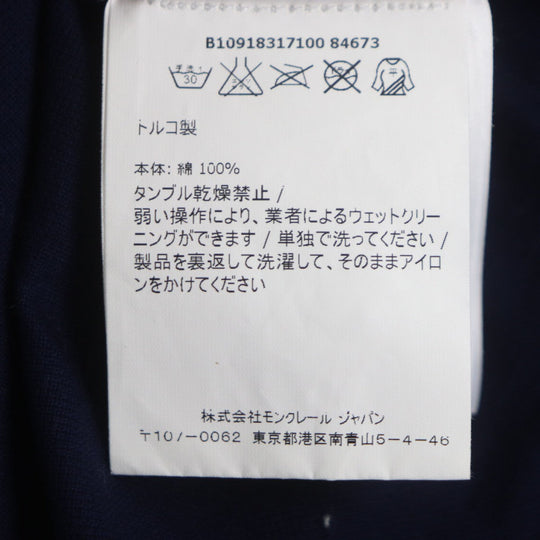 B10918317100 84673
手洗イ
30
平
トルコ製
本体: 綿 100%
タンブル乾燥禁止 /
弱い操作により、業者によるウェットクリー
ニングができます / 単独で洗ってください /
製品を裏返して洗濯して、そのままアイロ
ンをかけてください
株式会社モンクレール ジャパン
〒107-0062 東京都港区南青山5-4-46